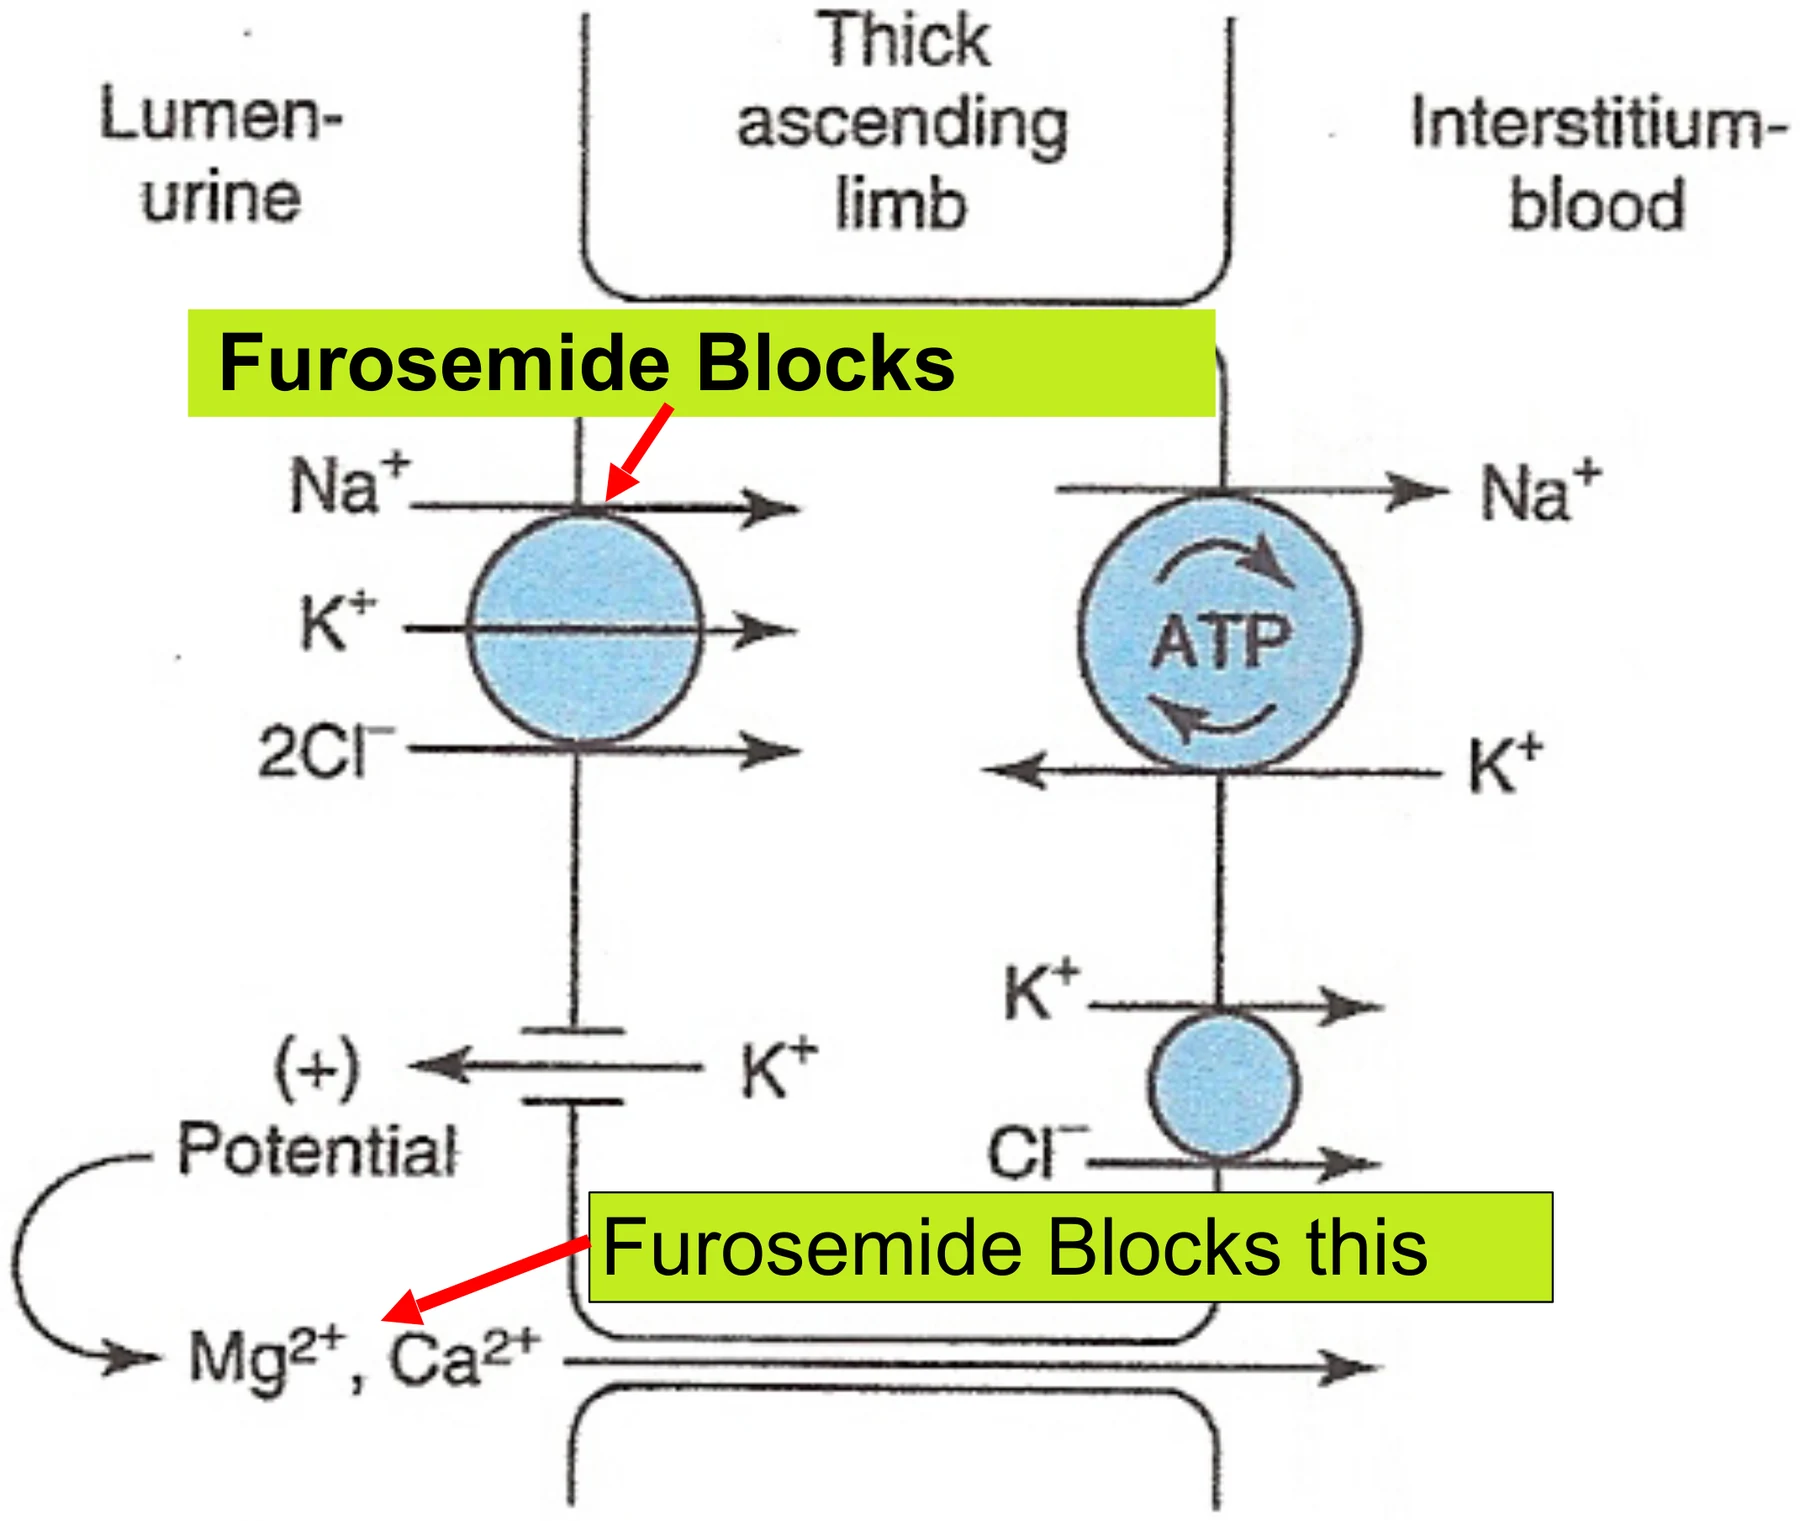 Thick
ascending
limb
Lumen-
urine
Interstitium-
blood
Furosemide Blocks
Na⁺
K⁺
2Cl⁻
ATP
Na⁺
K⁺
K⁺
Cl⁻
(+)
Potential
K⁺
Furosemide Blocks this
Mg²⁺, Ca²⁺